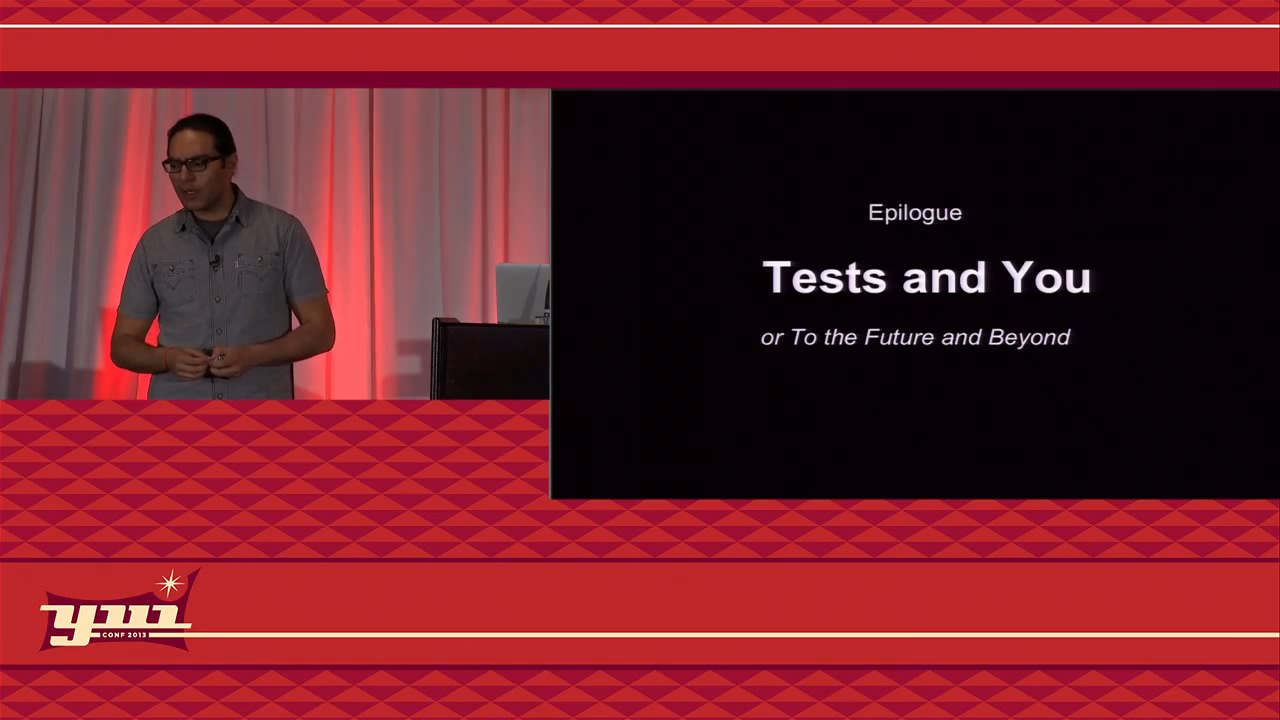 Epilogue
Tests and You
or To the Future and Beyond
yui
CONF 2013